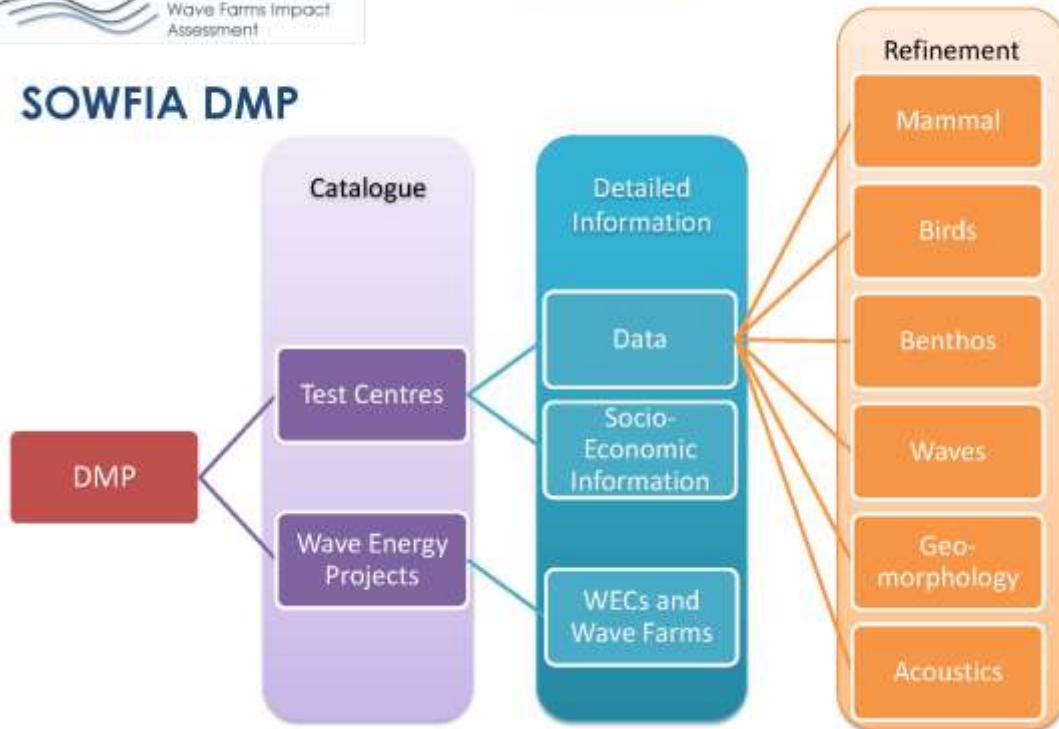 Wave Farms Impact
Assessment
SOWFIA DMP
Catalogue
Detailed
Information
Refinement
DMP
Test Centres
Wave Energy
Projects
Data
Socio-
Economic
Information
WECs and
Wave Farms
Mammal
Birds
Benthos
Waves
Geo-
morphology
Acoustics